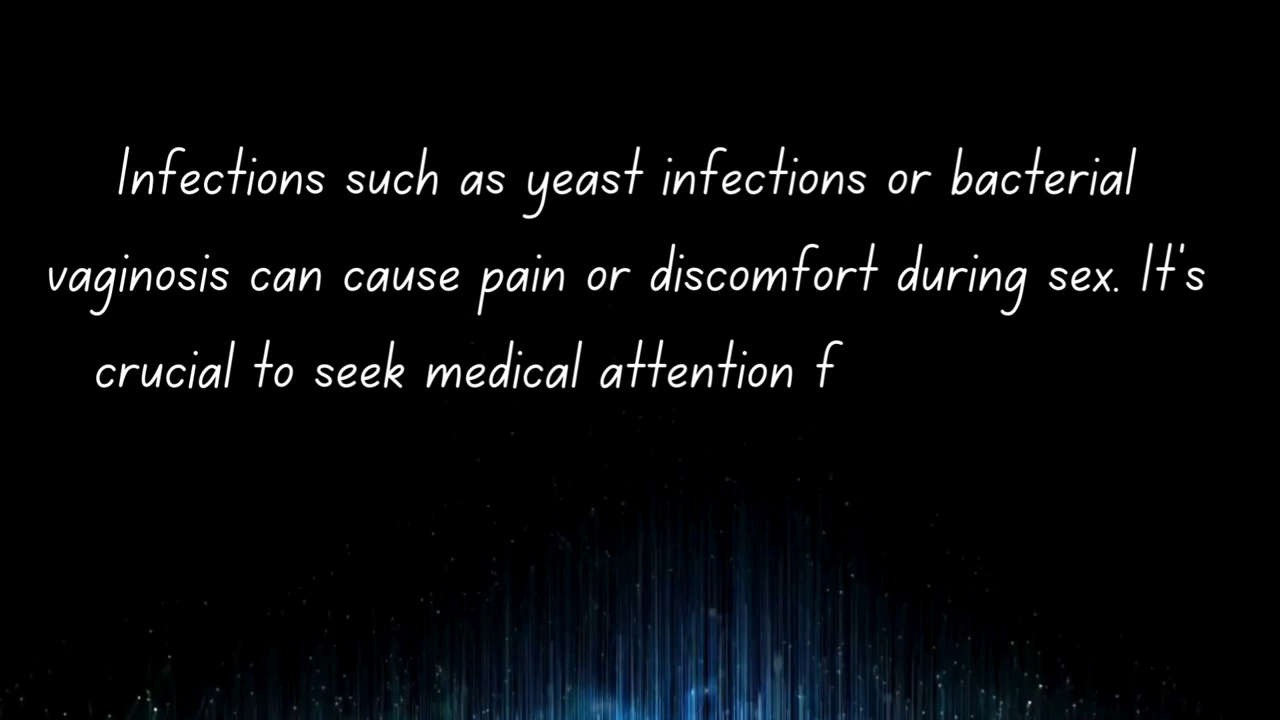 Infections such as yeast infections or bacterial
vaginosis can cause pain or discomfort during sex. It's
crucial to seek medical attention f